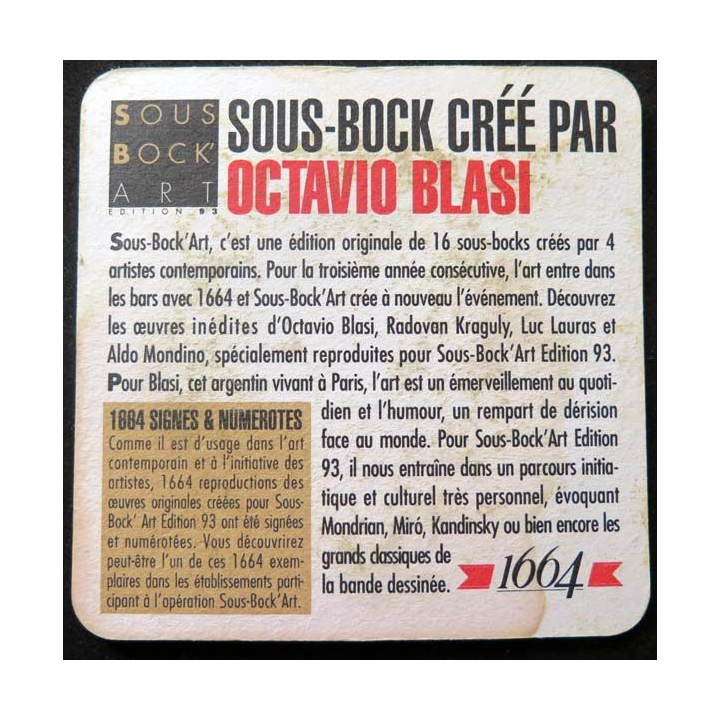 SOUS
BOCK'
ART
EDITION 93
SOUS-BOCK CRÉÉ PAR
OCTAVIO BLASI
Sous-Bock'Art, c'est une édition originale de 16 sous-bocks créés par 4
artistes contemporains. Pour la troisième année consécutive, l'art entre dans
les bars avec 1664 et Sous-Bock'Art crée à nouveau l'événement. Découvrez
les œuvres inédites d'Octavio Blasi, Radovan Kraguly, Luc Lauras et
Aldo Mondino, spécialement reproduites pour Sous-Bock'Art Edition 93.
Pour Blasi, cet argentin vivant à Paris, l'art est un émerveillement au quoti-
dien et l'humour, un rempart de dérision
face au monde. Pour Sous-Bock'Art Edition
93, il nous entraîne dans un parcours initia-
tique et culturel très personnel, évoquant
Mondrian, Miró, Kandinsky ou bien encore les
grands classiques de
la bande dessinée.
1664 SIGNES & NUMEROTES
Comme il est d'usage dans l'art
contemporain et à l'initiative des
artistes, 1664 reproductions des
œuvres originales créées pour Sous-
Bock' Art Edition 93 ont été signées
et numérotées. Vous découvrirez
peut-être l'un de ces 1664 exem-
plaires dans les établissements parti-
cipant à l'opération Sous-Bock'Art.
1664